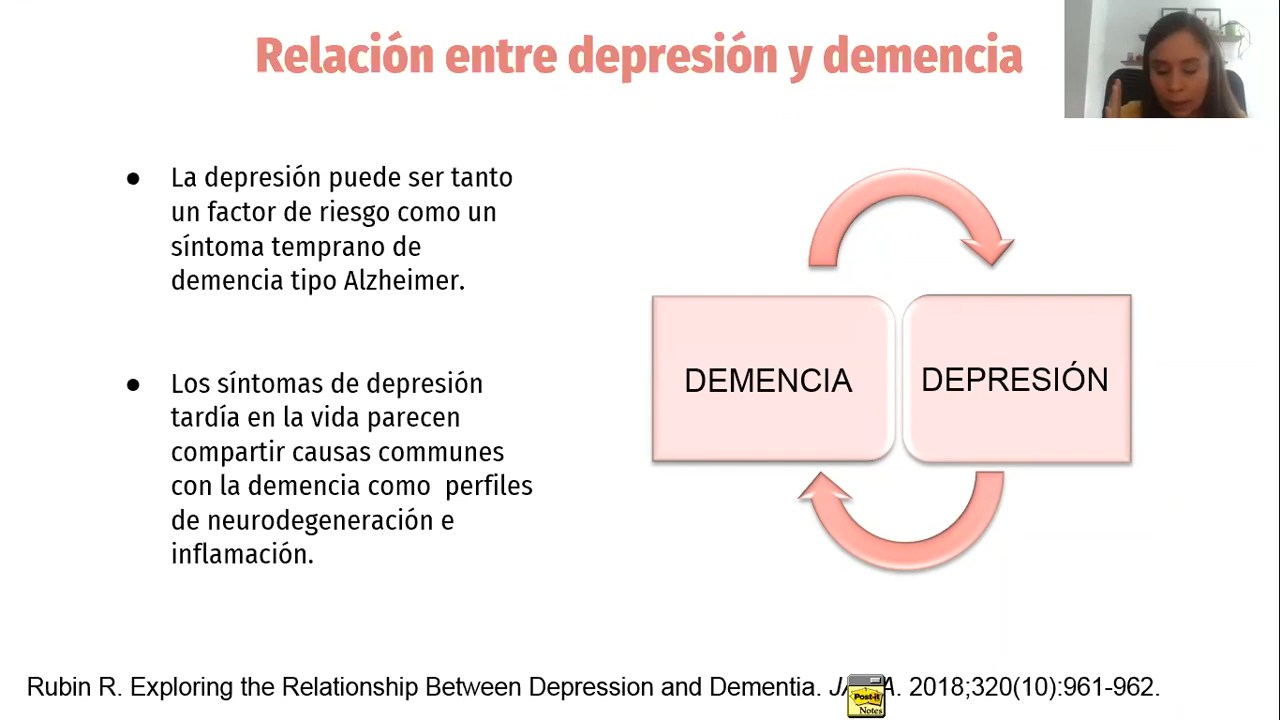 Relación entre depresión y demencia
● La depresión puede ser tanto
un factor de riesgo como un
síntoma temprano de
demencia tipo Alzheimer.
● Los síntomas de depresión
tardía en la vida parecen
compartir causas communes
con la demencia como perfiles
de neurodegeneración e
inflamación.
DEMENCIA
DEPRESIÓN
Rubin R. Exploring the Relationship Between Depression and Dementia. 2018;320(10):961-962.
Post-it
Notes